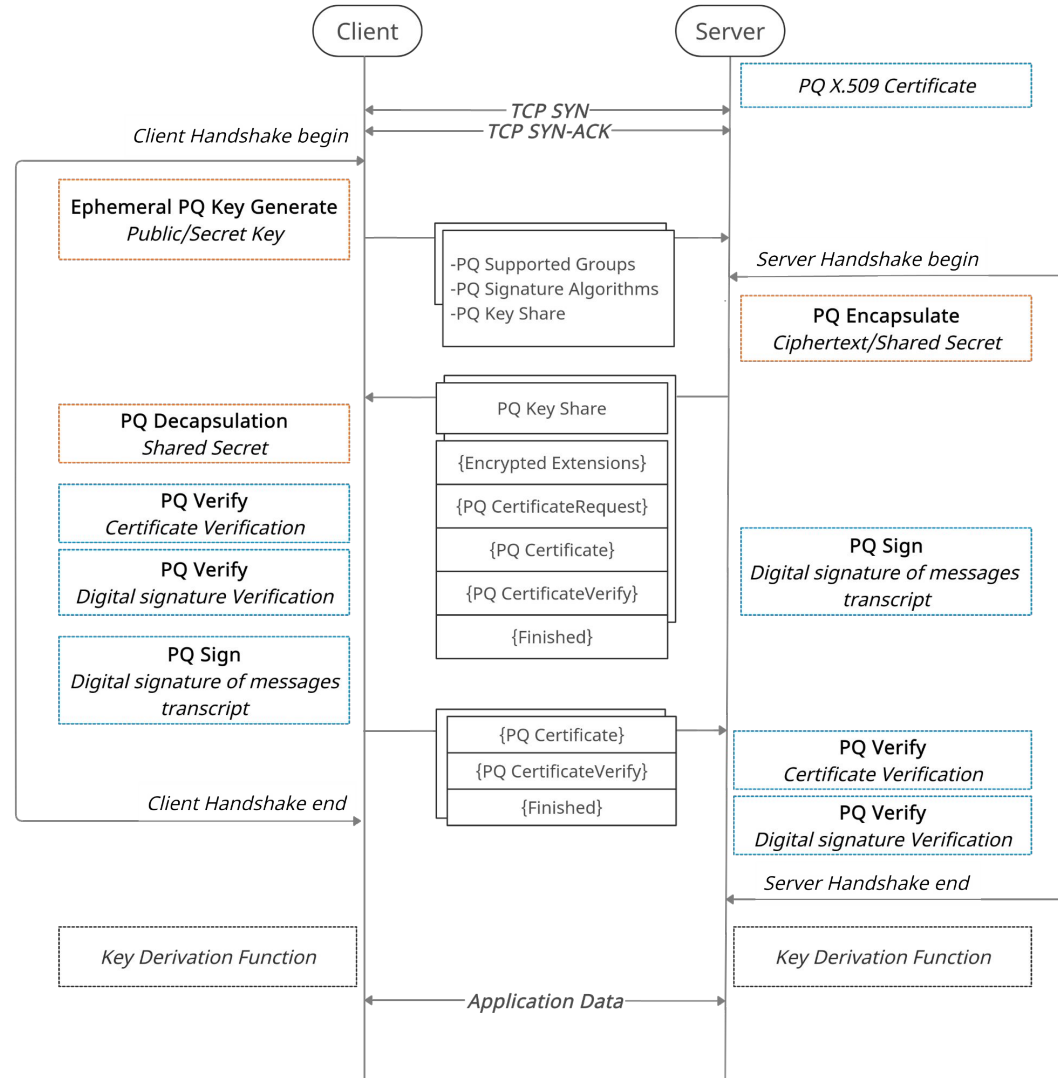 Client
Server
PQ X.509 Certificate
TCP SYN
TCP SYN-ACK
Client Handshake begin
Ephemeral PQ Key Generate
Public/Secret Key
-PQ Supported Groups
-PQ Signature Algorithms
-PQ Key Share
Server Handshake begin
PQ Encapsulate
Ciphertext/Shared Secret
PQ Key Share
{Encrypted Extensions}
{PQ CertificateRequest}
{PQ Certificate}
{PQ CertificateVerify}
{Finished}
PQ Decapsulation
Shared Secret
PQ Verify
Certificate Verification
PQ Verify
Digital signature Verification
PQ Sign
Digital signature of messages
transcript
PQ Sign
Digital signature of messages
transcript
{PQ Certificate}
{PQ CertificateVerify}
{Finished}
PQ Verify
Certificate Verification
PQ Verify
Digital signature Verification
Client Handshake end
Server Handshake end
Key Derivation Function
Key Derivation Function
Application Data